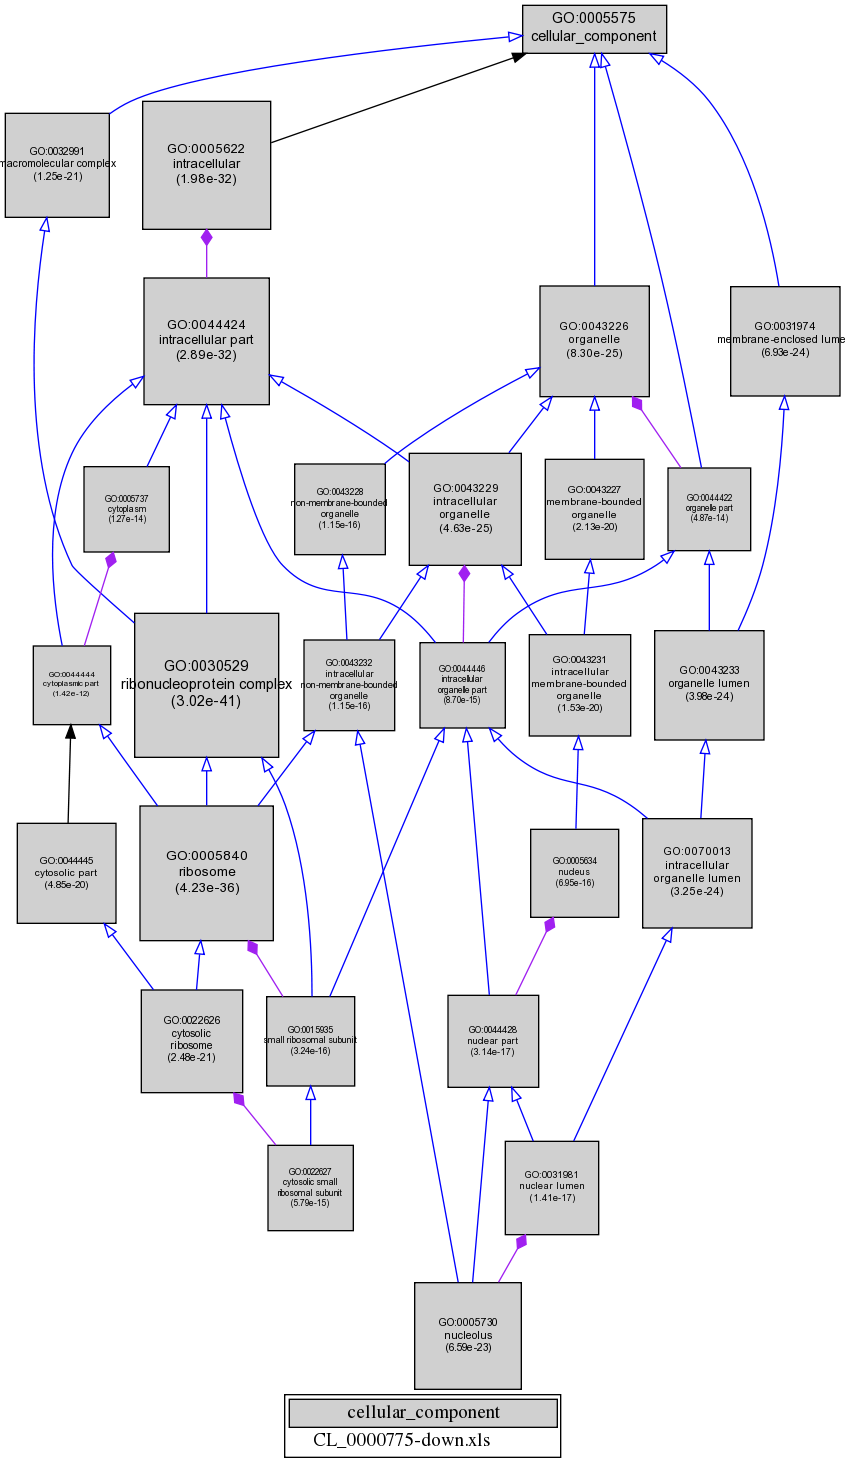 GO:0005575
cellular_component
GO:0032991
macromolecular complex
(1.25e-21)
GO:0005622
intracellular
(1.98e-32)
GO:0044424
intracellular part
(2.89e-32)
GO:0043226
organelle
(8.30e-25)
GO:0031974
membrane-enclosed lume
(6.93e-24)
GO:0005737
cytoplasm
(1.27e-14)
GO:0043228
non-membrane-bounded
organelle
(1.15e-16)
GO:0043229
intracellular
organelle
(4.63e-25)
GO:0043227
membrane-bounded
organelle
(2.13e-20)
GO:0044422
organelle part
(4.87e-14)
GO:0044444
cytoplasmic part
(1.42e-12)
GO:0030529
ribonucleoprotein complex
(3.02e-41)
GO:0043232
intracellular
non-membrane-bounded
organelle
(1.15e-16)
GO:0044446
intracellular
organelle part
(8.70e-15)
GO:0043231
intracellular
membrane-bounded
organelle
(1.53e-20)
GO:0043233
organelle lumen
(3.98e-24)
GO:0044445
cytosolic part
(4.85e-20)
GO:0005840
ribosome
(4.23e-36)
GO:0005634
nucleus
(6.95e-16)
GO:0070013
intracellular
organelle lumen
(3.25e-24)
GO:0022626
cytosolic
ribosome
(2.48e-21)
GO:0015935
small ribosomal subunit
(3.24e-16)
GO:0044428
nuclear part
(3.14e-17)
GO:0022627
cytosolic small
ribosomal subunit
(5.79e-15)
GO:0031981
nuclear lumen
(1.41e-17)
GO:0005730
nucleolus
(6.59e-23)
cellular_component
CL_0000775-down.xls